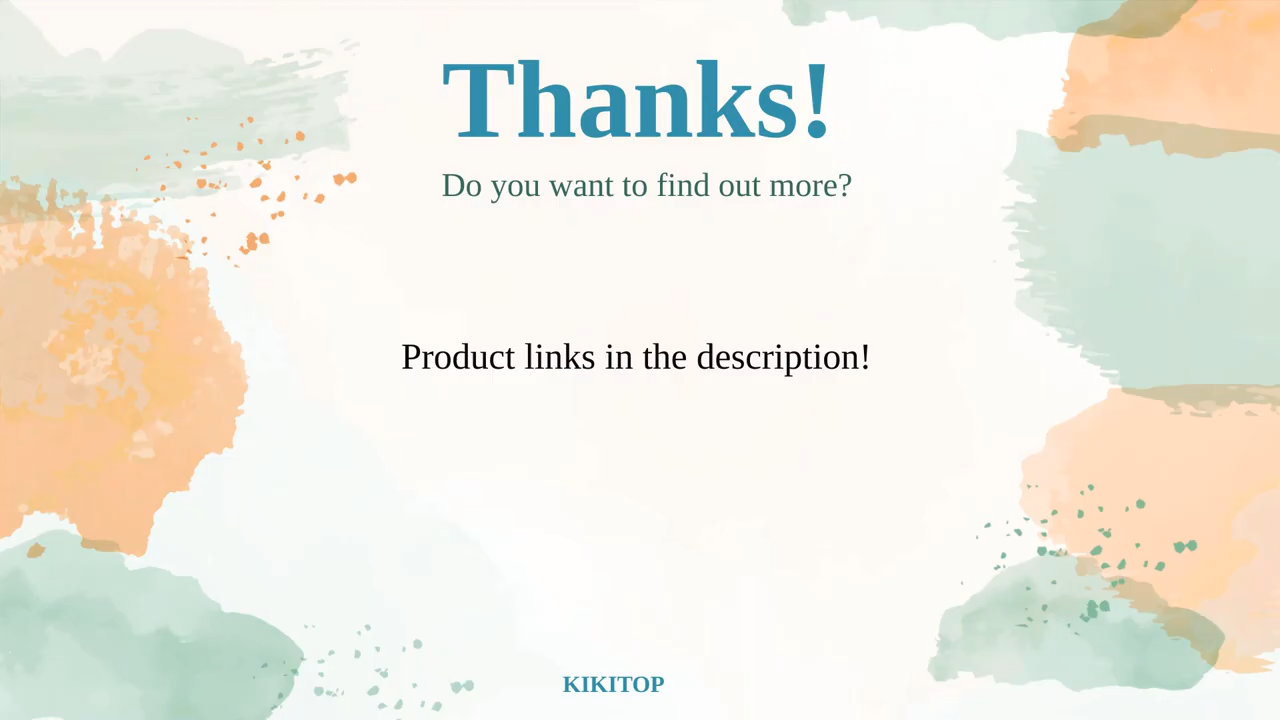 Thanks!
Do you want to find out more?
Product links in the description!
KIKITOP